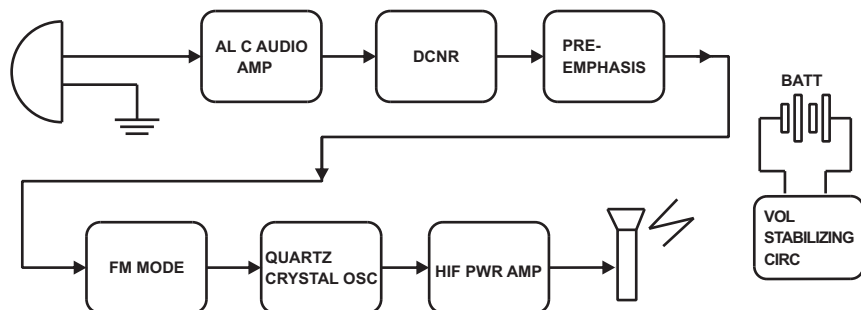 AL C AUDIO
AMP
DCNR
PRE-
EMPHASIS
BATT
VOL
STABILIZING
CIRC
FM MODE
QUARTZ
CRYSTAL OSC
HIF PWR AMP